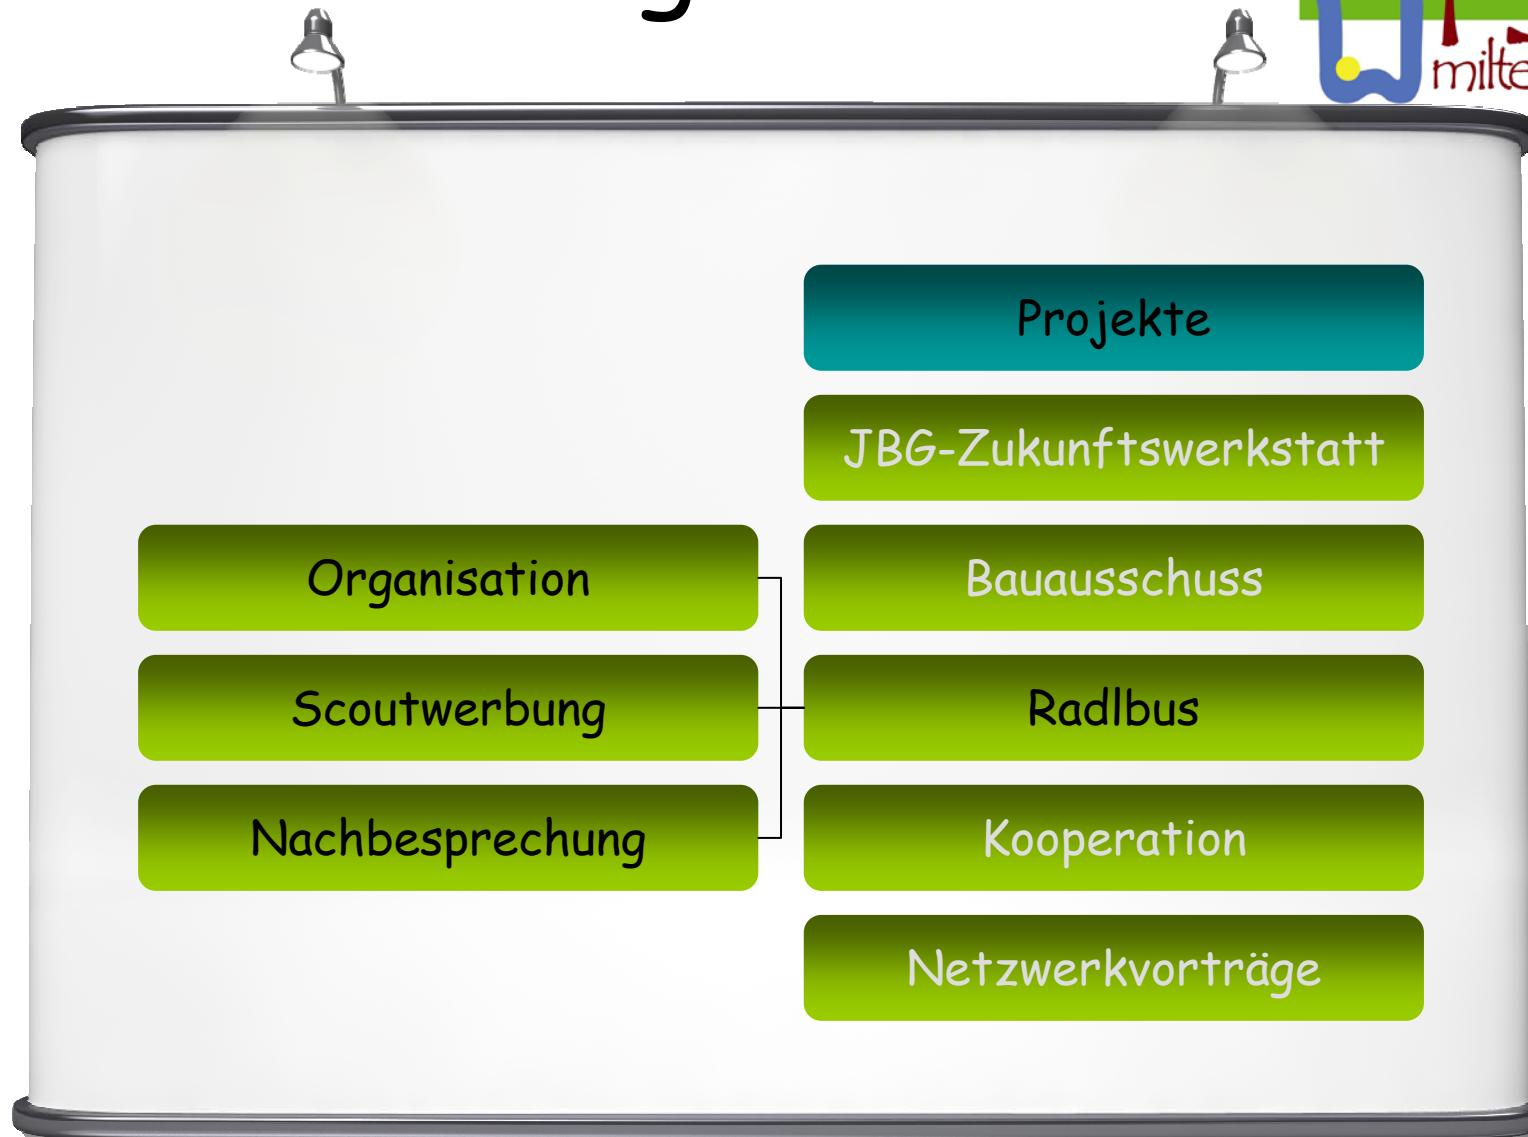 Projekte
JBG-Zukunftswerkstatt
Organisation
Bauausschuss
Scoutwerbung
Radlbus
Nachbesprechung
Kooperation
Netzwerkvorträge